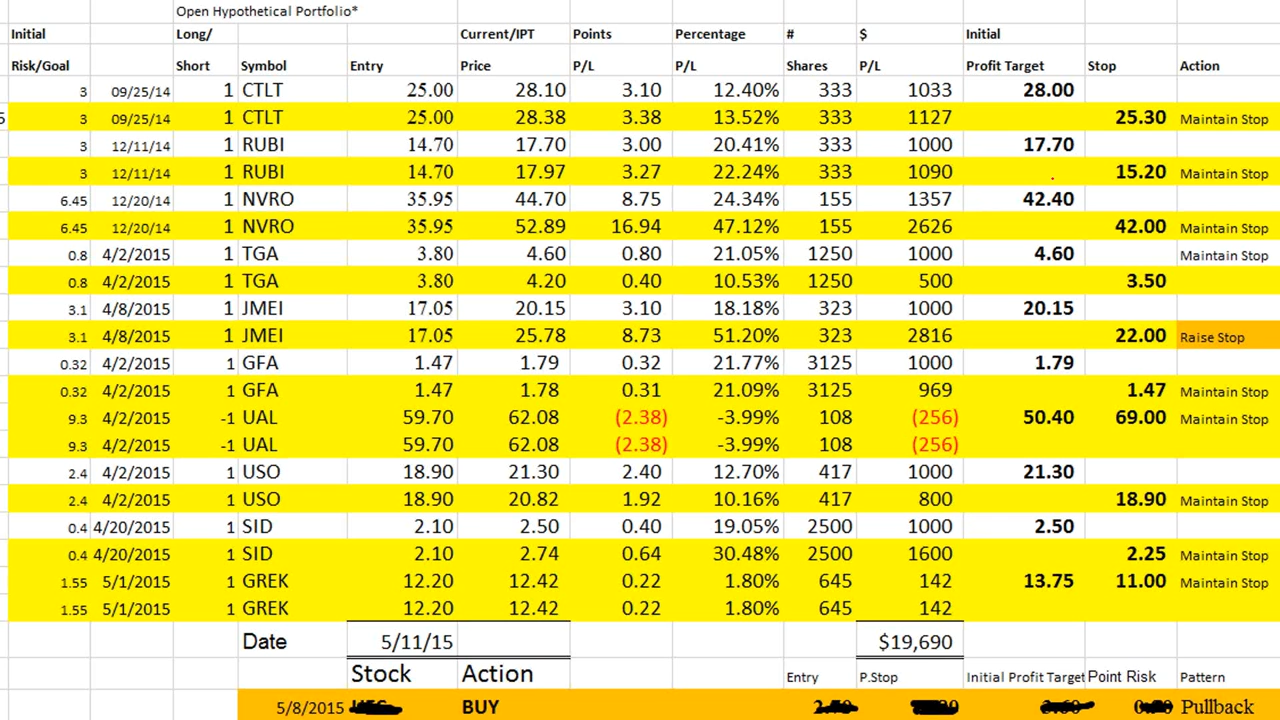 Open Hypothetical Portfolio*
Initial Long/ Current/IPT Points Percentage # $ Initial
Risk/Goal Short Symbol Entry Price P/L P/L Shares P/L Profit Target Stop Action
3 09/25/14 1 CTLT 25.00 28.10 3.10 12.40% 333 1033 28.00
5 3 09/25/14 1 CTLT 25.00 28.38 3.38 13.52% 333 1127 25.30 Maintain Stop
3 12/11/14 1 RUBI 14.70 17.70 3.00 20.41% 333 1000 17.70
3 12/11/14 1 RUBI 14.70 17.97 3.27 22.24% 333 1090 . 15.20 Maintain Stop
6.45 12/20/14 1 NVRO 35.95 44.70 8.75 24.34% 155 1357 42.40
6.45 12/20/14 1 NVRO 35.95 52.89 16.94 47.12% 155 2626 42.00 Maintain Stop
0.8 4/2/2015 1 TGA 3.80 4.60 0.80 21.05% 1250 1000 4.60 Maintain Stop
0.8 4/2/2015 1 TGA 3.80 4.20 0.40 10.53% 1250 500 3.50
3.1 4/8/2015 1 JMEI 17.05 20.15 3.10 18.18% 323 1000 20.15
3.1 4/8/2015 1 JMEI 17.05 25.78 8.73 51.20% 323 2816 22.00 Raise Stop
0.32 4/2/2015 1 GFA 1.47 1.79 0.32 21.77% 3125 1000 1.79
0.32 4/2/2015 1 GFA 1.47 1.78 0.31 21.09% 3125 969 1.47 Maintain Stop
9.3 4/2/2015 -1 UAL 59.70 62.08 (2.38) -3.99% 108 (256) 50.40 69.00 Maintain Stop
9.3 4/2/2015 -1 UAL 59.70 62.08 (2.38) -3.99% 108 (256)
2.4 4/2/2015 1 USO 18.90 21.30 2.40 12.70% 417 1000 21.30
2.4 4/2/2015 1 USO 18.90 20.82 1.92 10.16% 417 800 18.90 Maintain Stop
0.4 4/20/2015 1 SID 2.10 2.50 0.40 19.05% 2500 1000 2.50
0.4 4/20/2015 1 SID 2.10 2.74 0.64 30.48% 2500 1600 2.25 Maintain Stop
1.55 5/1/2015 1 GREK 12.20 12.42 0.22 1.80% 645 142 13.75 11.00 Maintain Stop
1.55 5/1/2015 1 GREK 12.20 12.42 0.22 1.80% 645 142
Date 5/11/15 $19,690
Stock Action Entry P.Stop Initial Profit Target Point Risk Pattern
5/8/2015 BUY Pullback